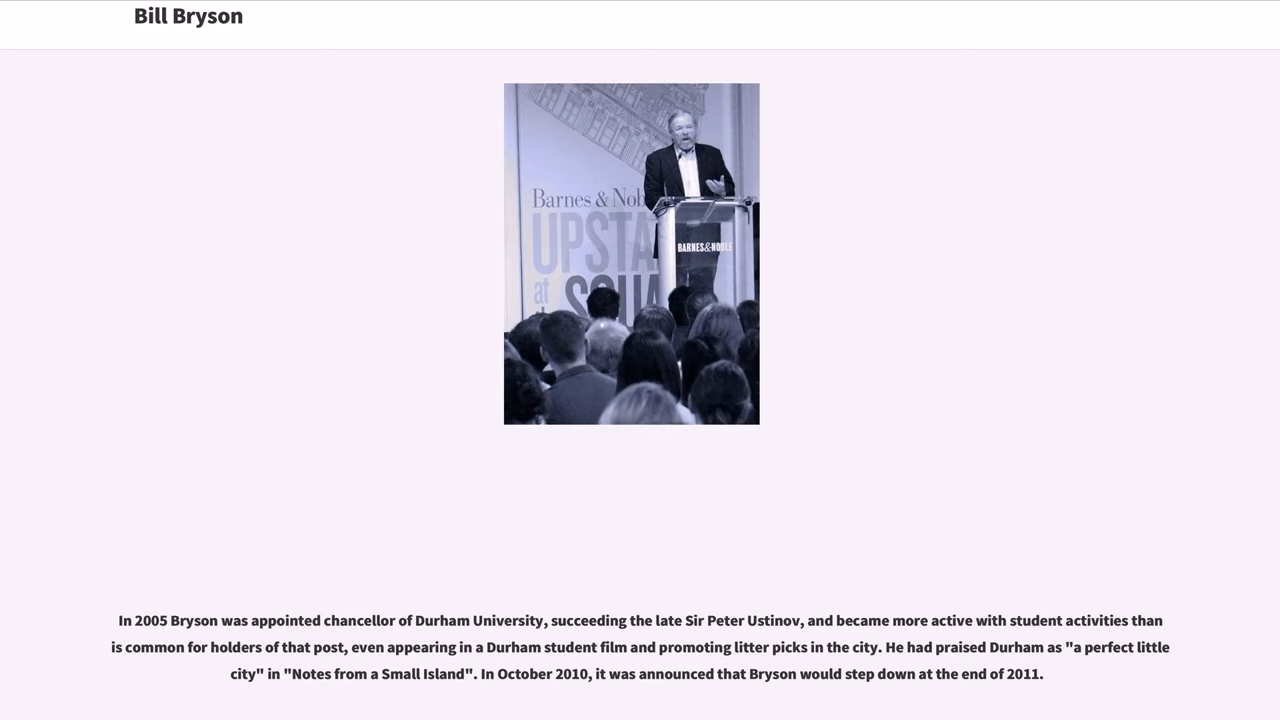 Bill Bryson
Barnes & Nob
UPSTA
at
SQUA
BARNES&NOBLE
In 2005 Bryson was appointed chancellor of Durham University, succeeding the late Sir Peter Ustinov, and became more active with student activities than
is common for holders of that post, even appearing in a Durham student film and promoting litter picks in the city. He had praised Durham as "a perfect little
city" in "Notes from a Small Island". In October 2010, it was announced that Bryson would step down at the end of 2011.